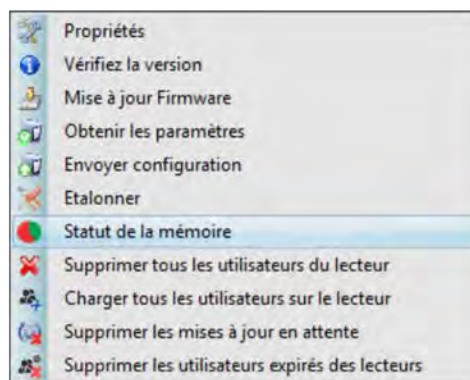 Propriétés
Vérifiez la version
Mise à jour Firmware
Obtenir les paramètres
Envoyer configuration
Etalonner
Statut de la mémoire
Supprimer tous les utilisateurs du lecteur
Charger tous les utilisateurs sur le lecteur
Supprimer les mises à jour en attente
Supprimer les utilisateurs expirés des lecteurs